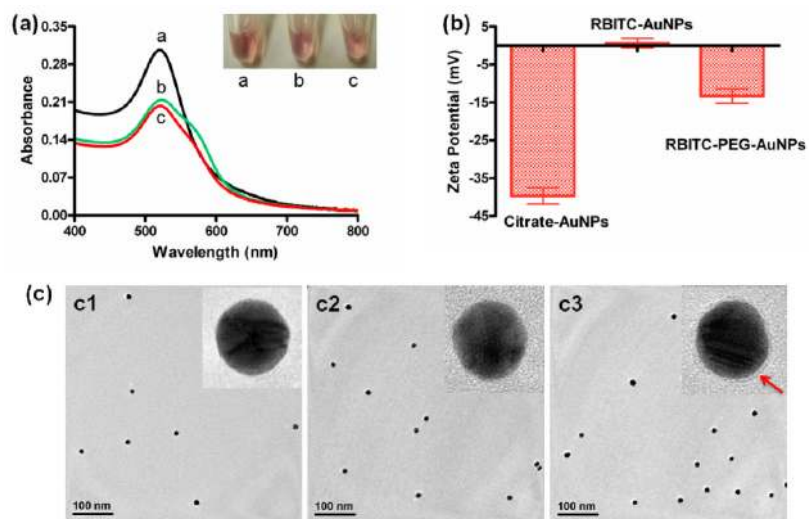 (a)
0.35
0.28
0.21
0.14
0.07
0.00
Absorbance
400 500 600 700 800
Wavelength (nm)
a
b
c
a b c
(b)
RBITC-AuNPs
5
-5
-15
-25
-35
-45
Zeta Potential (mV)
RBITC-PEG-AuNPs
Citrate-AuNPs
(c)
c1 c2 c3
100 nm 100 nm 100 nm